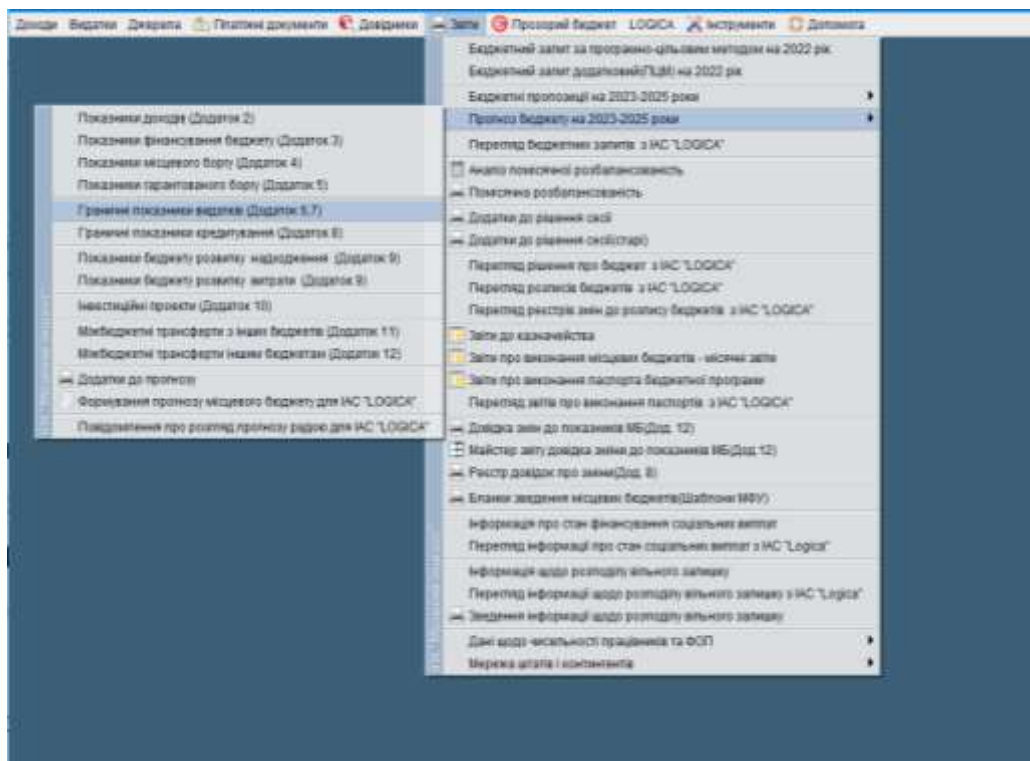 Доходи Видатки Джерела Платіжні документи Довідники Звіти Прозорий бюджет LOGICA Інструменти Допомога
Бюджетний запит за програмно-цільовим методом на 2022 рік
Бюджетний запит додатковий(ПЦМ) на 2022 рік
Бюджетні пропозиції на 2023-2025 роки
Прогноз бюджету на 2023-2025 роки
Перегляд бюджетних запитів з ІАС "LOGICA"
Аналіз помісячної розбалансованість
Помісячна розбалансованість
Додатки до рішення сесії
Додатки до рішення сесії(старі)
Перегляд рішення про бюджет з ІАС "LOGICA"
Перегляд розписів бюджетів з ІАС "LOGICA"
Перегляд реєстрів змін до розпису бюджетів з ІАС "LOGICA"
Звіти до казначейства
Звіти про виконання місцевих бюджетів - місячні звіти
Звіти про виконання паспорта бюджетної програми
Перегляд звітів про виконання паспортів з ІАС "LOGICA"
Довідка змін до показників МБ(Дод. 12)
Майстер звіту довідка зміни до показників МБ(Дод. 12)
Реєстр довідок про зміни(Дод. 8)
Бланки зведення місцевих бюджетів(Шаблони МФУ)
Інформація про стан фінансування соціальних виплат
Перегляд інформації про стан соціальних виплат з ІАС "Logica"
Інформація щодо розподілу вільного залишку
Перегляд інформації щодо розподілу вільного залишку з ІАС "Logica"
Зведення інформації щодо розподілу вільного залишку
Дані щодо чисельності працівників та ФОП
Мережа штатів і контингентів
Показники доходів (Додаток 2)
Показники фінансування бюджету (Додаток 3)
Показники місцевого боргу (Додаток 4)
Показники гарантованого боргу (Додаток 5)
Граничні показники видатків (Додаток 6,7)
Граничні показники кредитування (Додаток 8)
Показники бюджету розвитку надходження (Додаток 9)
Показники бюджету розвитку витрати (Додаток 9)
Інвестиційні проекти (Додаток 10)
Міжбюджетні трансферти з інших бюджетів (Додаток 11)
Міжбюджетні трансферти іншим бюджетам (Додаток 12)
Додатки до прогнозу
Формування прогнозу місцевого бюджету для ІАС "LOGICA"
Повідомлення про розгляд прогнозу радою для ІАС "LOGICA"